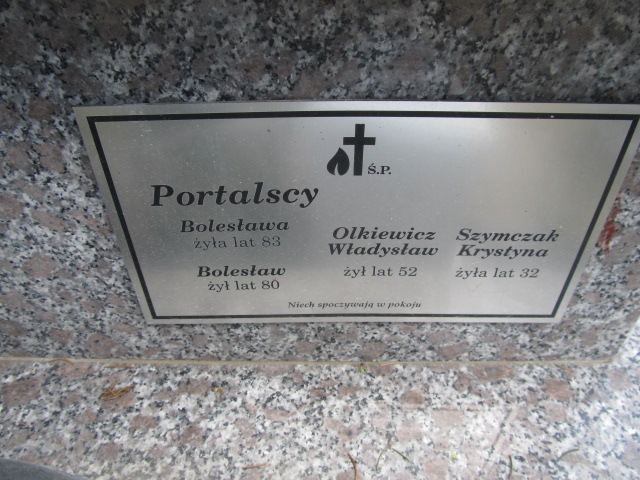 Ś.P.
Portalscy
Bolesława
żyła lat 83
Bolesław
żył lat 80
Olkiewicz
Władysław
żył lat 52
Szymczak
Krystyna
żyła lat 32
Niech spoczywają w pokoju